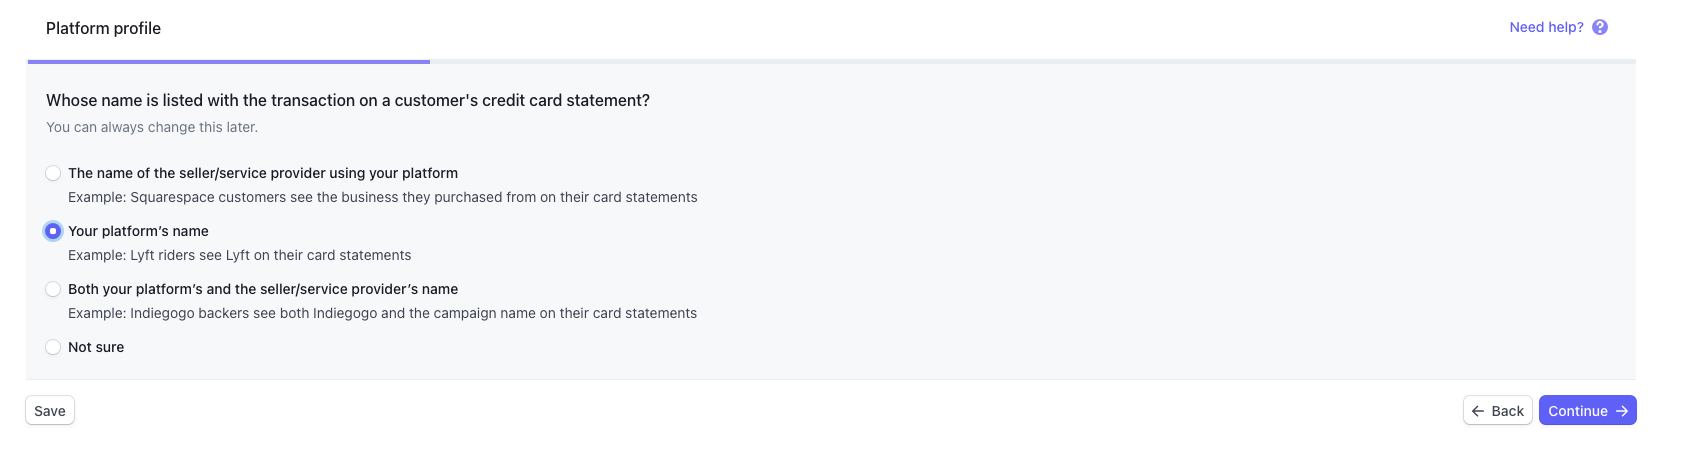 Platform profile
Need help?
Whose name is listed with the transaction on a customer's credit card statement?
You can always change this later.
The name of the seller/service provider using your platform
Example: Squarespace customers see the business they purchased from on their card statements
Your platform’s name
Example: Lyft riders see Lyft on their card statements
Both your platform’s and the seller/service provider’s name
Example: Indiegogo backers see both Indiegogo and the campaign name on their card statements
Not sure
Save
← Back
Continue →